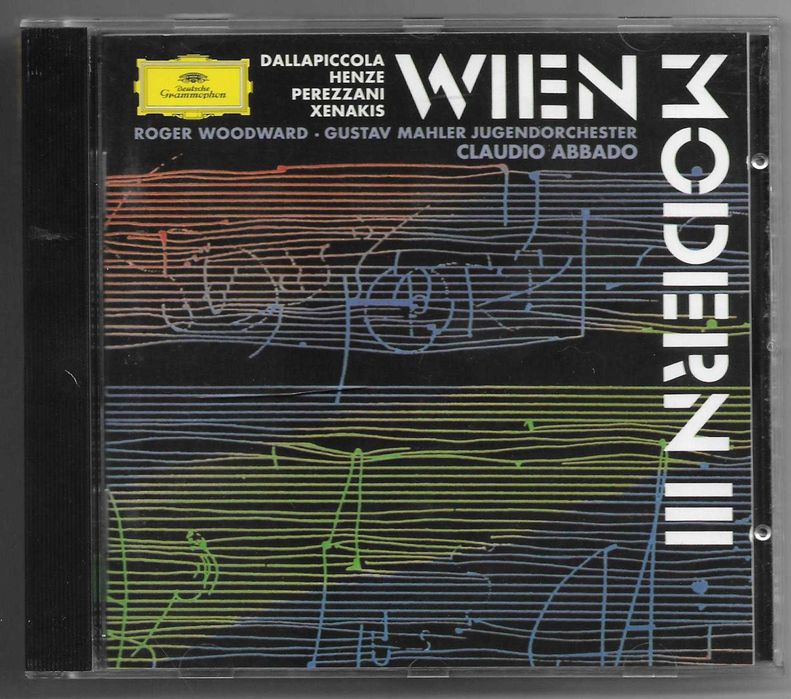 Deutsche
Grammophon
DALLAPICCOLA
HENZE
PEREZZANI
XENAKIS
WIEN
MODERN III
ROGER WOODWARD · GUSTAV MAHLER JUGENDORCHESTER
CLAUDIO ABBADO